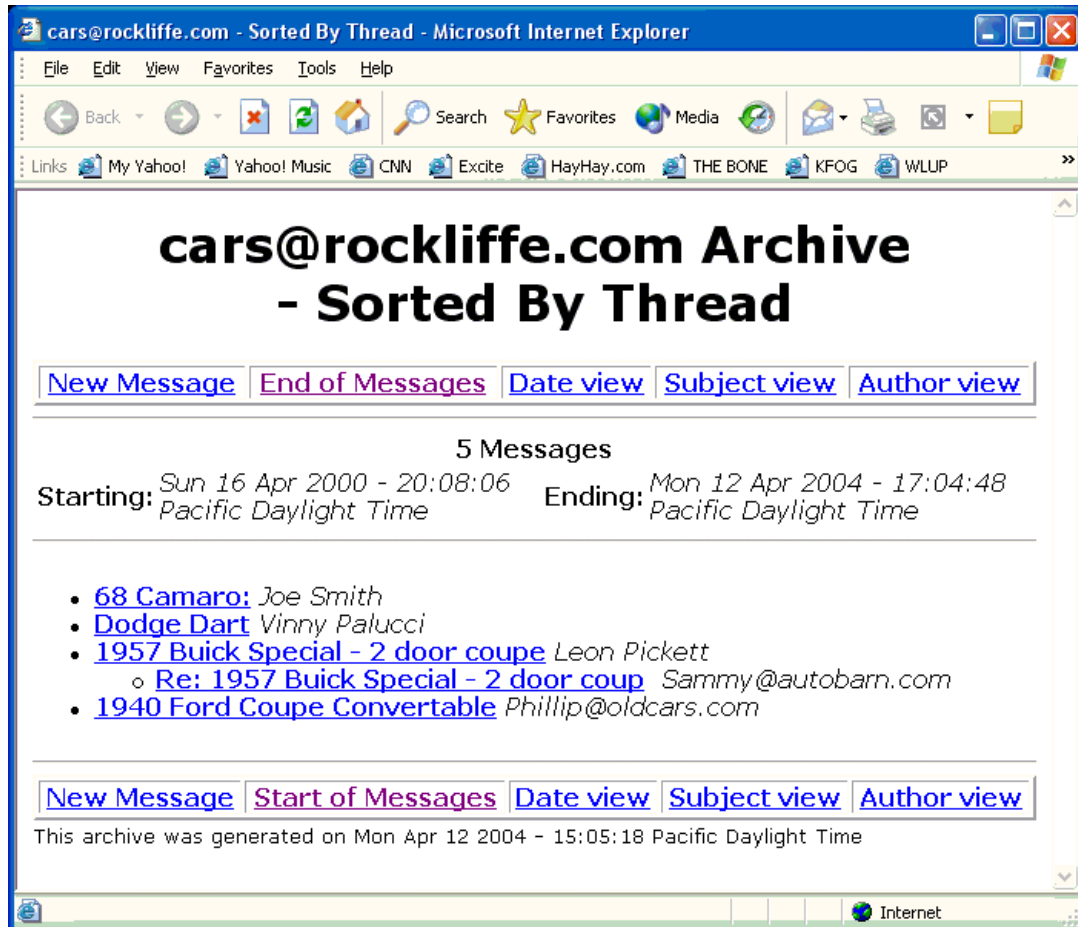 cars@rockliffe.com - Sorted By Thread - Microsoft Internet Explorer
File Edit View Favorites Tools Help
Back Search Favorites Media
Links My Yahoo! Yahoo! Music CNN Excite HayHay.com THE BONE KFOG WLUP »
cars@rockliffe.com Archive
- Sorted By Thread
New Message End of Messages Date view Subject view Author view
5 Messages
Starting: Sun 16 Apr 2000 - 20:08:06 Pacific Daylight Time Ending: Mon 12 Apr 2004 - 17:04:48 Pacific Daylight Time
68 Camaro: Joe Smith
Dodge Dart Vinny Palucci
1957 Buick Special - 2 door coupe Leon Pickett
Re: 1957 Buick Special - 2 door coup Sammy@autobarn.com
1940 Ford Coupe Convertable Phillip@oldcars.com
New Message Start of Messages Date view Subject view Author view
This archive was generated on Mon Apr 12 2004 - 15:05:18 Pacific Daylight Time
Internet